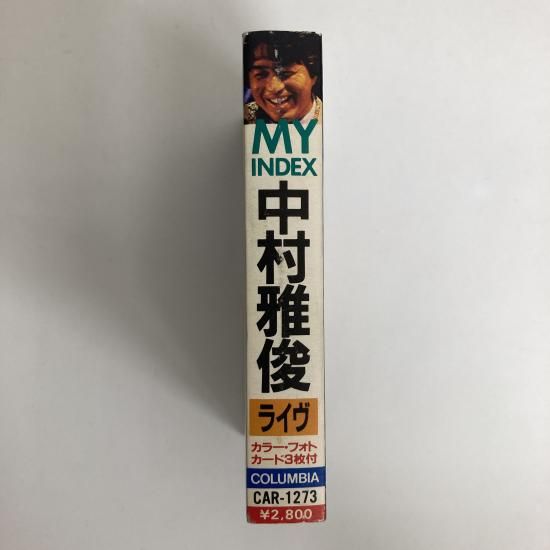 MY
INDEX
中村雅俊
ライヴ
カラー・フォト
カード3枚付
COLUMBIA
CAR-1273
¥2,800